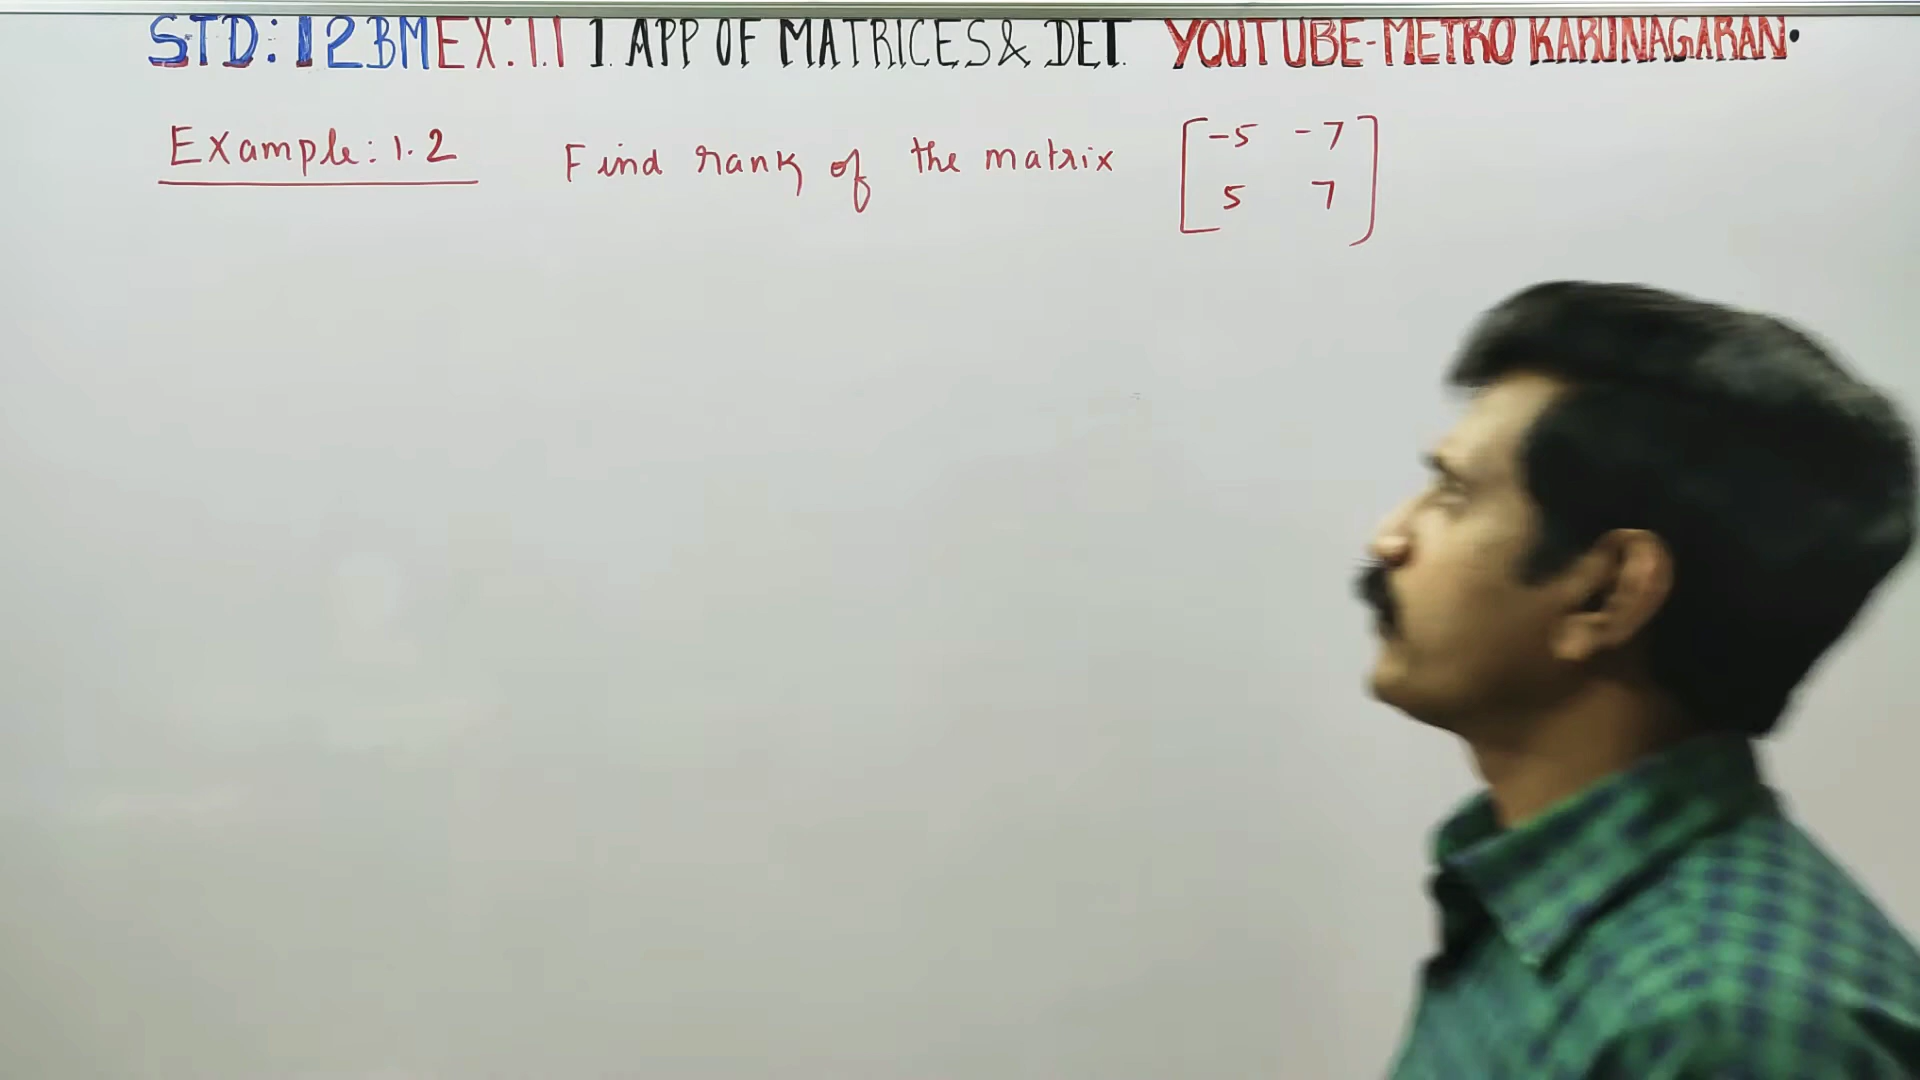 STD: 12BM EX: 1.1 1. APP OF MATRICES & DET. YOUTUBE-METRO KARUNAGARAN.
Example: 1.2 Find rank of the matrix
-5 -7
5 7